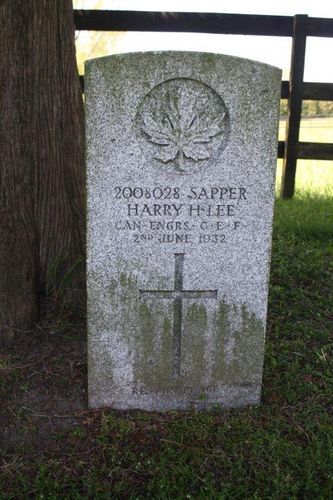 2008028 SAPPER
HARRY H. LEE
CAN. ENGRS. C. E. F.
2ND JUNE 1932